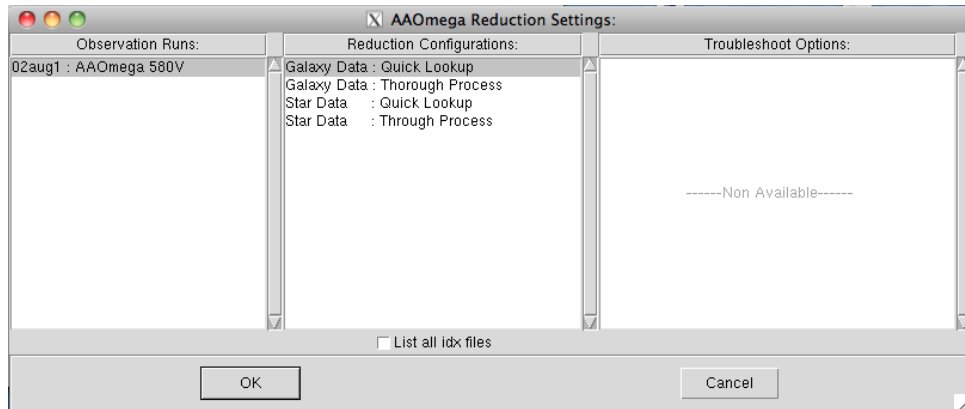 X AAOmega Reduction Settings:
Observation Runs:
Reduction Configurations:
Troubleshoot Options:
02aug1 : AAOmega 580V
Galaxy Data : Quick Lookup
Galaxy Data : Thorough Process
Star Data : Quick Lookup
Star Data : Through Process
------Non Available------
List all idx files
OK
Cancel